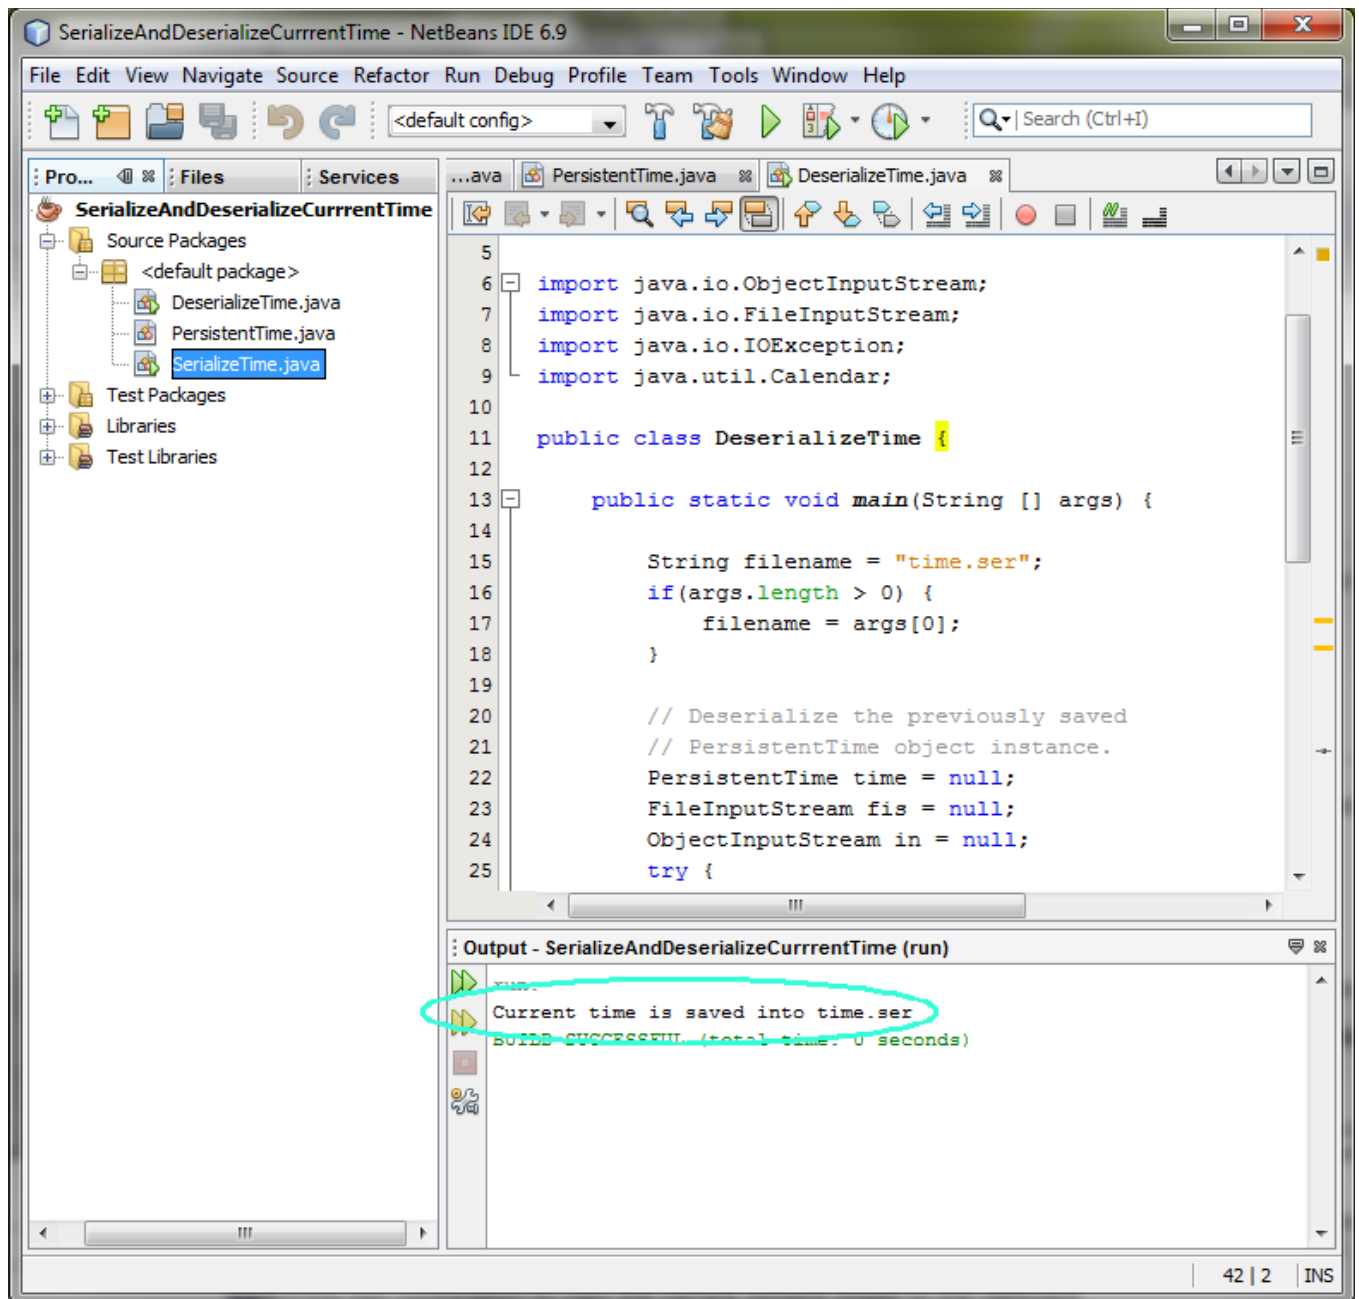 SerializeAndDeserializeCurrrentTime - NetBeans IDE 6.9
File Edit View Navigate Source Refactor Run Debug Profile Team Tools Window Help
<default config>
Search (Ctrl+I)
Pro...
Files
Services
SerializeAndDeserializeCurrrentTime
Source Packages
<default package>
DeserializeTime.java
PersistentTime.java
SerializeTime.java
Test Packages
Libraries
Test Libraries
...ava PersistentTime.java DeserializeTime.java
5
6 import java.io.ObjectInputStream;
7 import java.io.FileInputStream;
8 import java.io.IOException;
9 import java.util.Calendar;
10
11 public class DeserializeTime {
12
13 public static void main(String [] args) {
14
15 String filename = "time.ser";
16 if(args.length > 0) {
17 filename = args[0];
18 }
19
20 // Deserialize the previously saved
21 // PersistentTime object instance.
22 PersistentTime time = null;
23 FileInputStream fis = null;
24 ObjectInputStream in = null;
25 try {
Output - SerializeAndDeserializeCurrrentTime (run)
run:
Current time is saved into time.ser
BUILD SUCCESSFUL (total time: 0 seconds)
42 | 2 INS